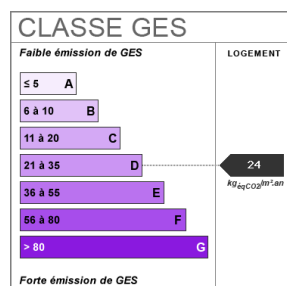 CLASSE GES
Faible émission de GES
LOGEMENT
≤ 5 A
6 à 10 B
11 à 20 C
21 à 35 D
24
kgéqCO2/m².an
36 à 55 E
56 à 80 F
> 80 G
Forte émission de GES